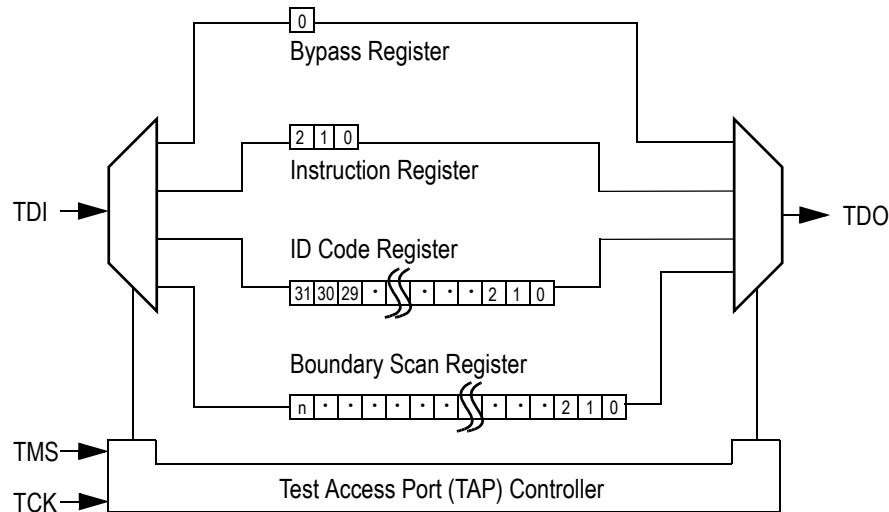 0
Bypass Register
2 1 0
Instruction Register
TDI
TDO
ID Code Register
31 30 29 · · · · 2 1 0
Boundary Scan Register
n · · · · · · · · · 2 1 0
TMS
Test Access Port (TAP) Controller
TCK